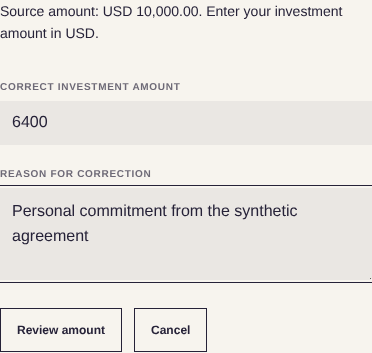 Source amount: USD 10,000.00. Enter your investment
amount in USD.
CORRECT INVESTMENT AMOUNT
6400
REASON FOR CORRECTION
Personal commitment from the synthetic
agreement
Review amount Cancel